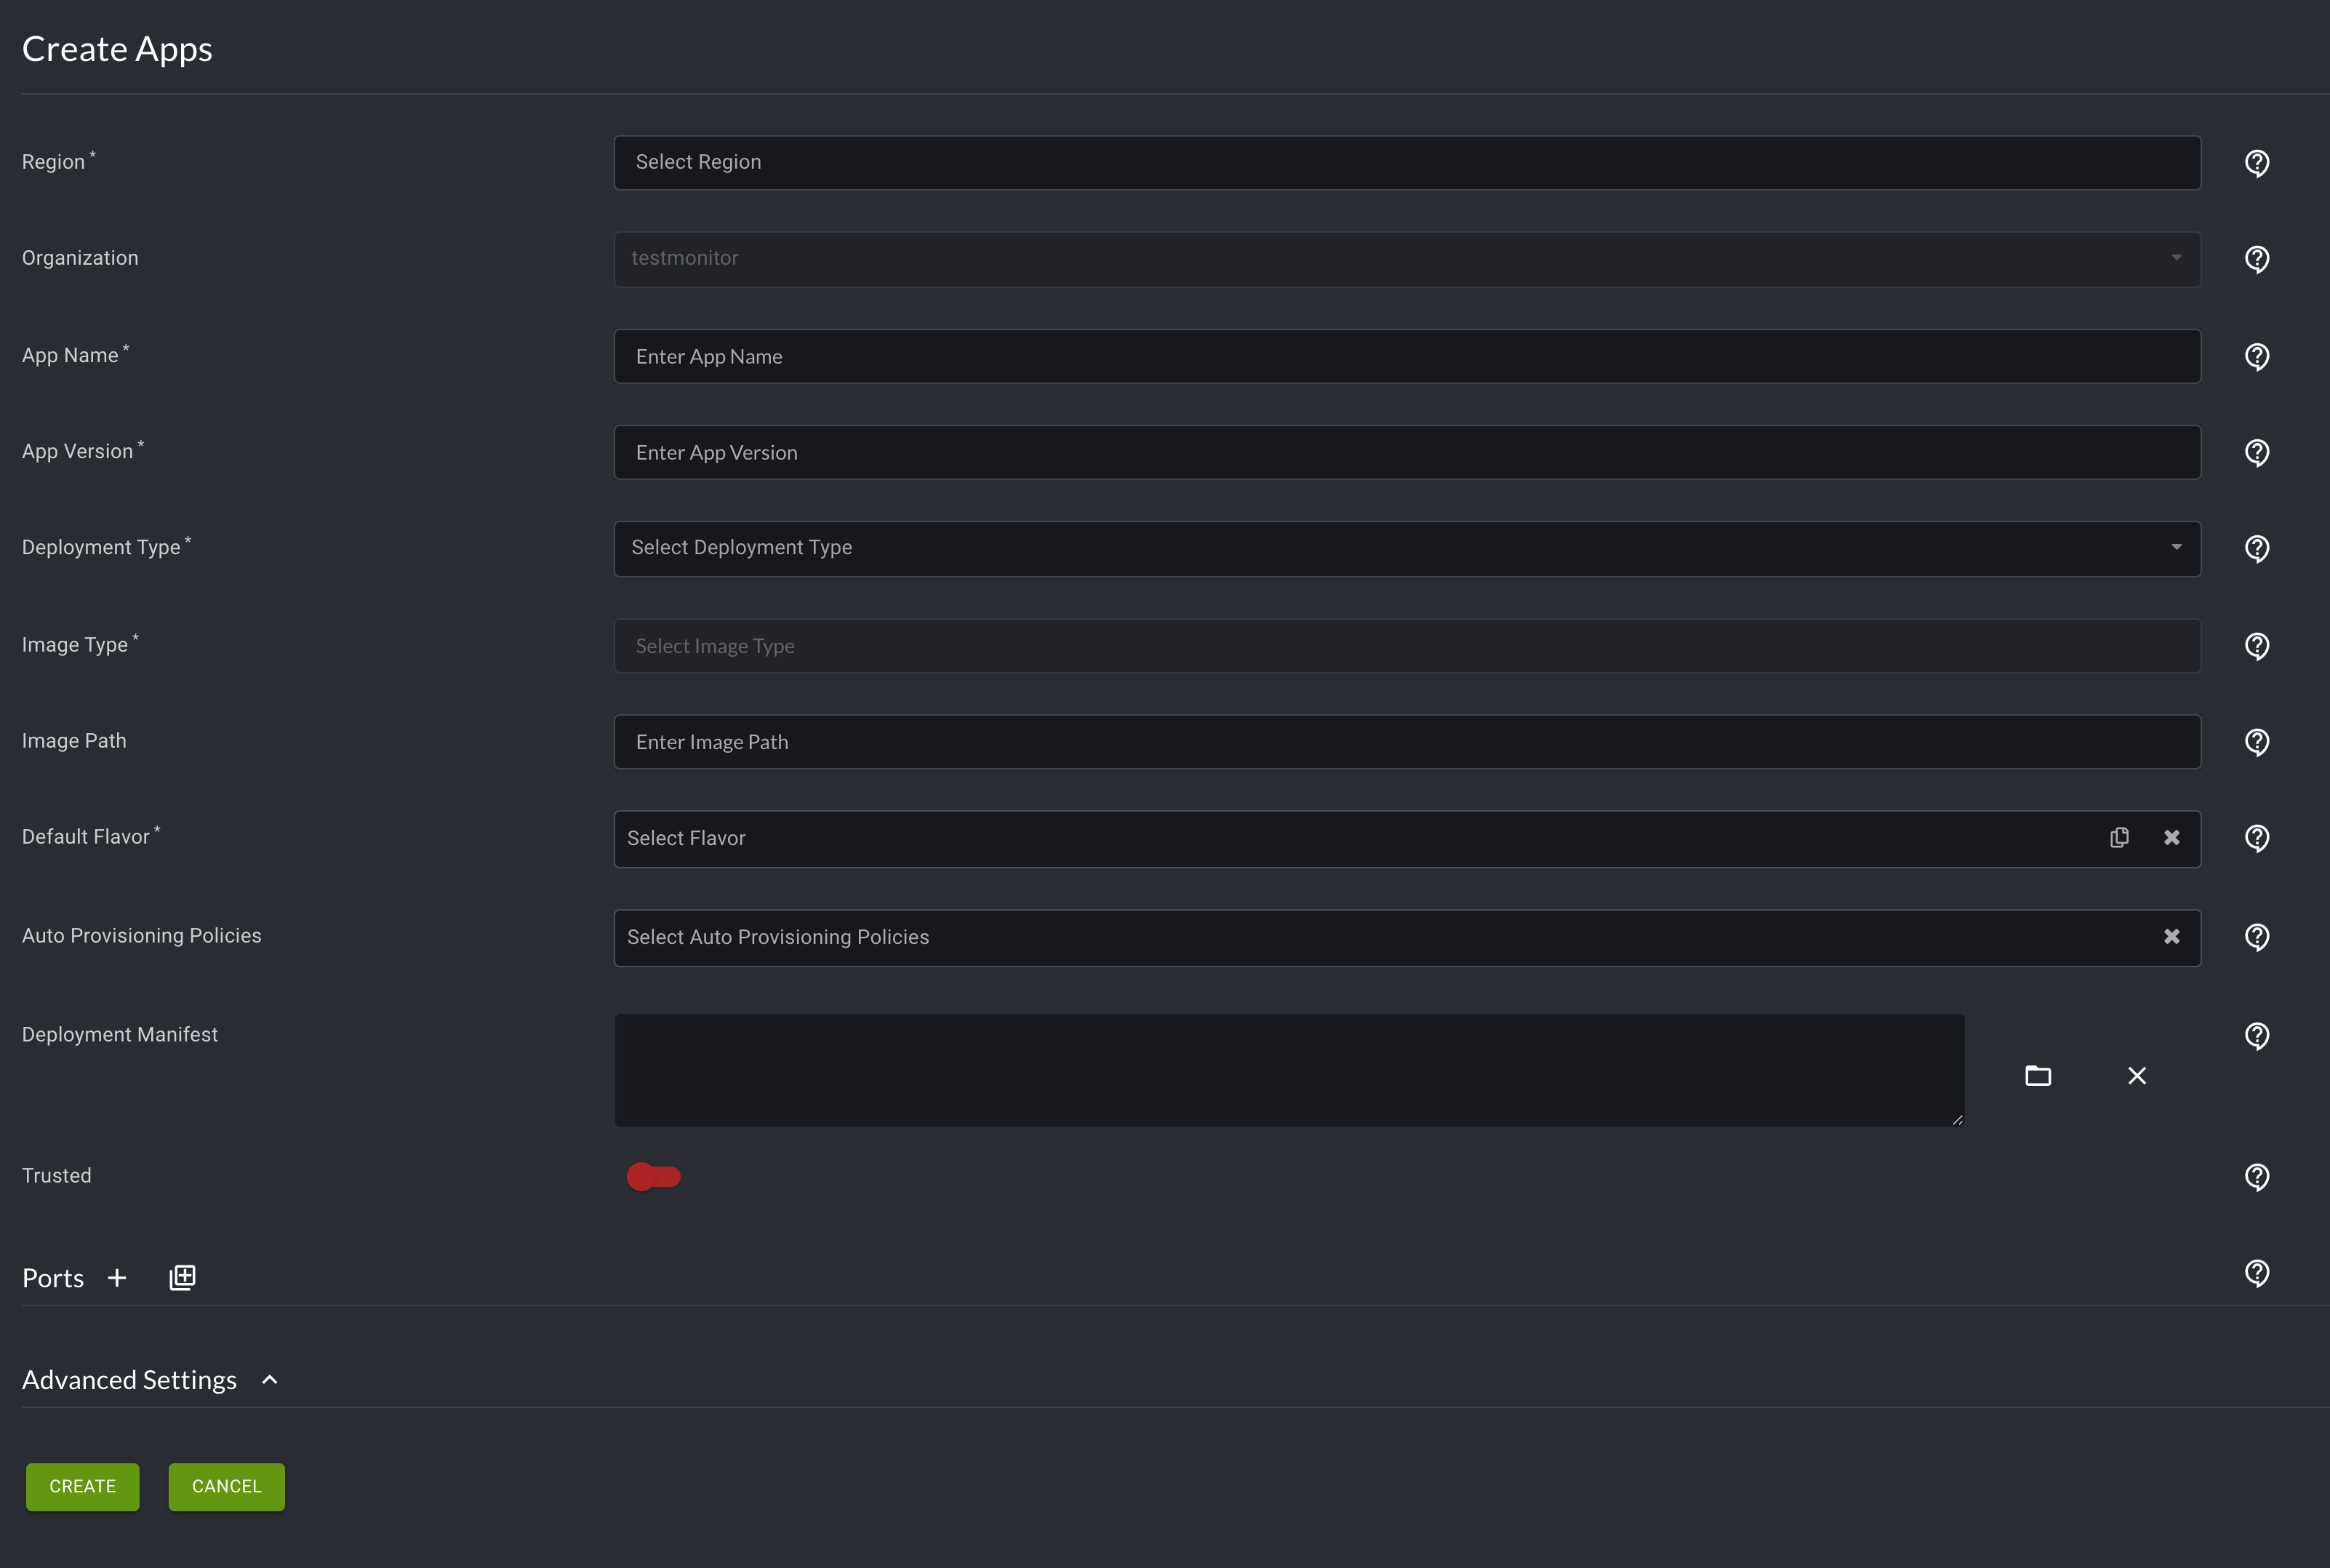 Create Apps
Region * Select Region
Organization testmonitor
App Name * Enter App Name
App Version * Enter App Version
Deployment Type * Select Deployment Type
Image Type * Select Image Type
Image Path Enter Image Path
Default Flavor * Select Flavor
Auto Provisioning Policies Select Auto Provisioning Policies
Deployment Manifest
Trusted
Ports
Advanced Settings
CREATE CANCEL